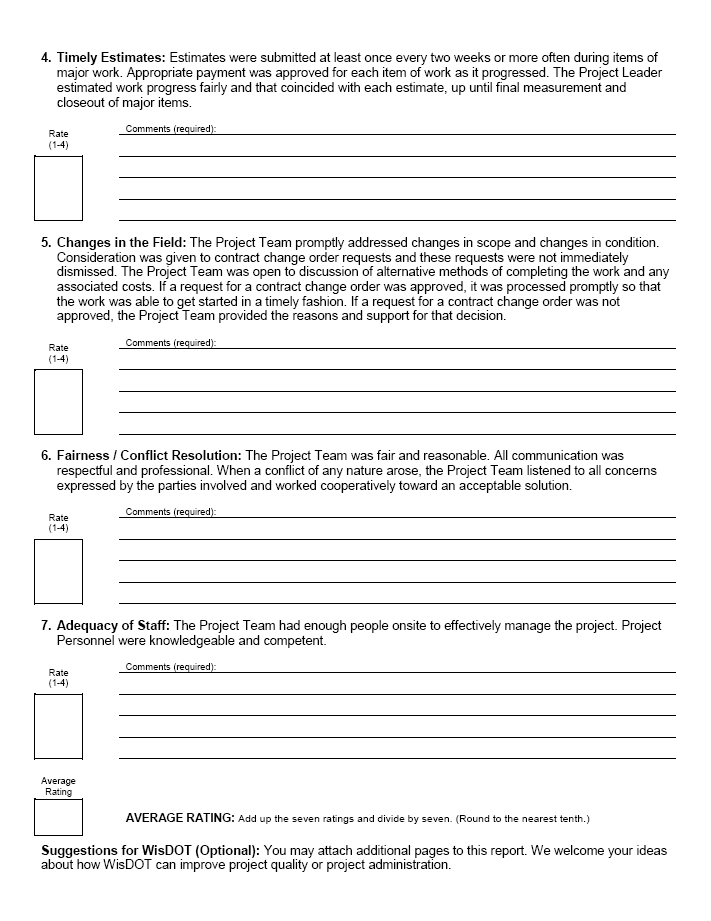 4. Timely Estimates: Estimates were submitted at least once every two weeks or more often during items of
major work. Appropriate payment was approved for each item of work as it progressed. The Project Leader
estimated work progress fairly and that coincided with each estimate, up until final measurement and
closeout of major items.
Rate
(1-4)
Comments (required):
5. Changes in the Field: The Project Team promptly addressed changes in scope and changes in condition.
Consideration was given to contract change order requests and these requests were not immediately
dismissed. The Project Team was open to discussion of alternative methods of completing the work and any
associated costs. If a request for a contract change order was approved, it was processed promptly so that
the work was able to get started in a timely fashion. If a request for a contract change order was not
approved, the Project Team provided the reasons and support for that decision.
Rate
(1-4)
Comments (required):
6. Fairness / Conflict Resolution: The Project Team was fair and reasonable. All communication was
respectful and professional. When a conflict of any nature arose, the Project Team listened to all concerns
expressed by the parties involved and worked cooperatively toward an acceptable solution.
Rate
(1-4)
Comments (required):
7. Adequacy of Staff: The Project Team had enough people onsite to effectively manage the project. Project
Personnel were knowledgeable and competent.
Rate
(1-4)
Comments (required):
Average
Rating
AVERAGE RATING: Add up the seven ratings and divide by seven. (Round to the nearest tenth.)
Suggestions for WisDOT (Optional): You may attach additional pages to this report. We welcome your ideas
about how WisDOT can improve project quality or project administration.